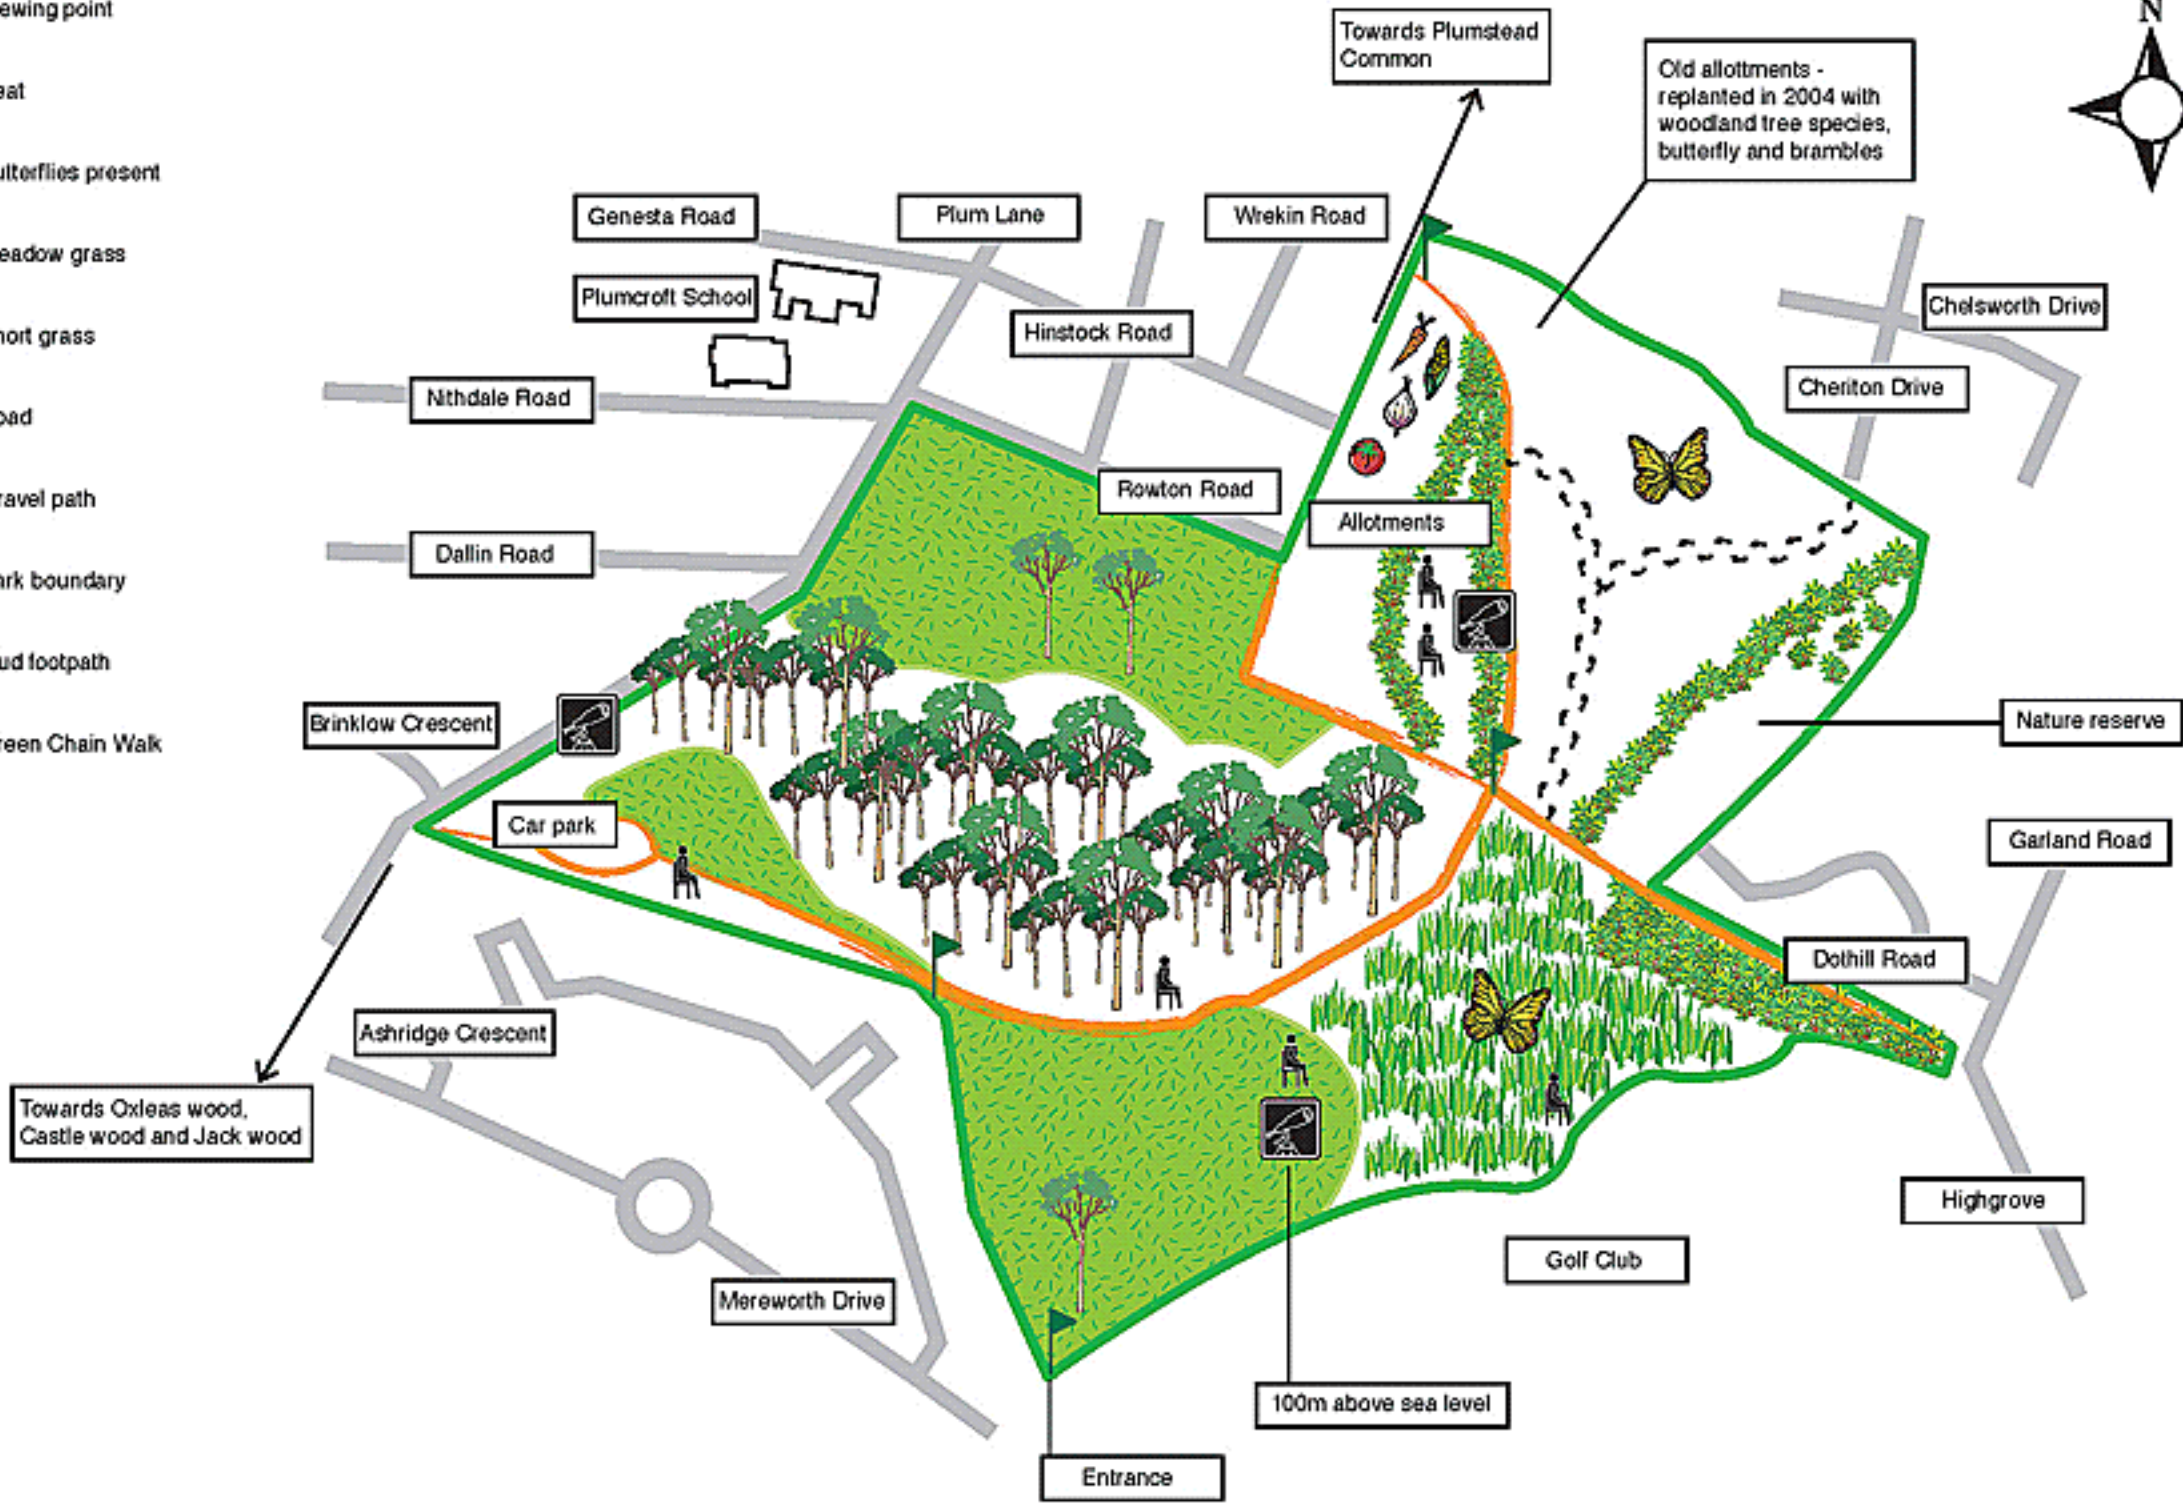 ewing point
eat
utterflies present
eadow grass
hort grass
oad
ravel path
ark boundary
ud footpath
reen Chain Walk
N
Towards Plumstead
Common
Old allottments -
replanted in 2004 with
woodland tree species,
butterfly and brambles
Genesta Road
Plum Lane
Wrekin Road
Plumcroft School
Hinstock Road
Chelsworth Drive
Cheriton Drive
Nithdale Road
Rowton Road
Allotments
Dallin Road
Brinklow Crescent
Nature reserve
Car park
Garland Road
Dothill Road
Ashridge Crescent
Towards Oxleas wood,
Castle wood and Jack wood
Highgrove
Golf Club
Mereworth Drive
100m above sea level
Entrance